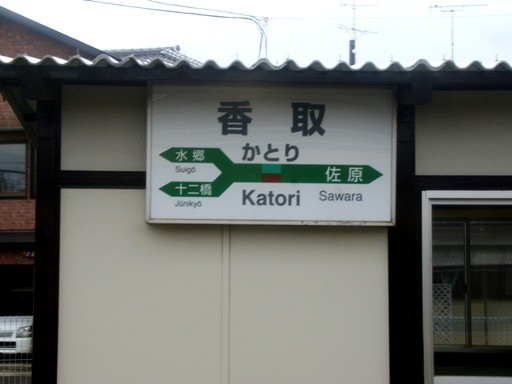 香取
かとり
水郷
Suigō
佐原
十二橋
Jūnikyō
Katori
Sawara